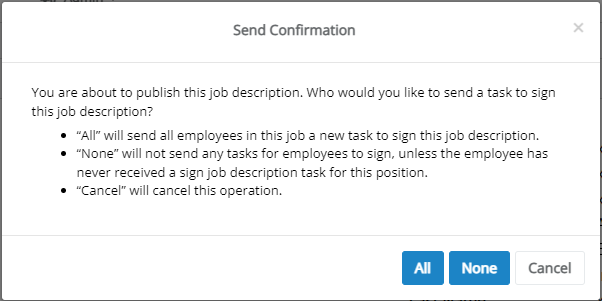 Send Confirmation
×
You are about to publish this job description. Who would you like to send a task to sign
this job description?
• “All” will send all employees in this job a new task to sign this job description.
• “None” will not send any tasks for employees to sign, unless the employee has
never received a sign job description task for this position.
• “Cancel” will cancel this operation.
All None Cancel